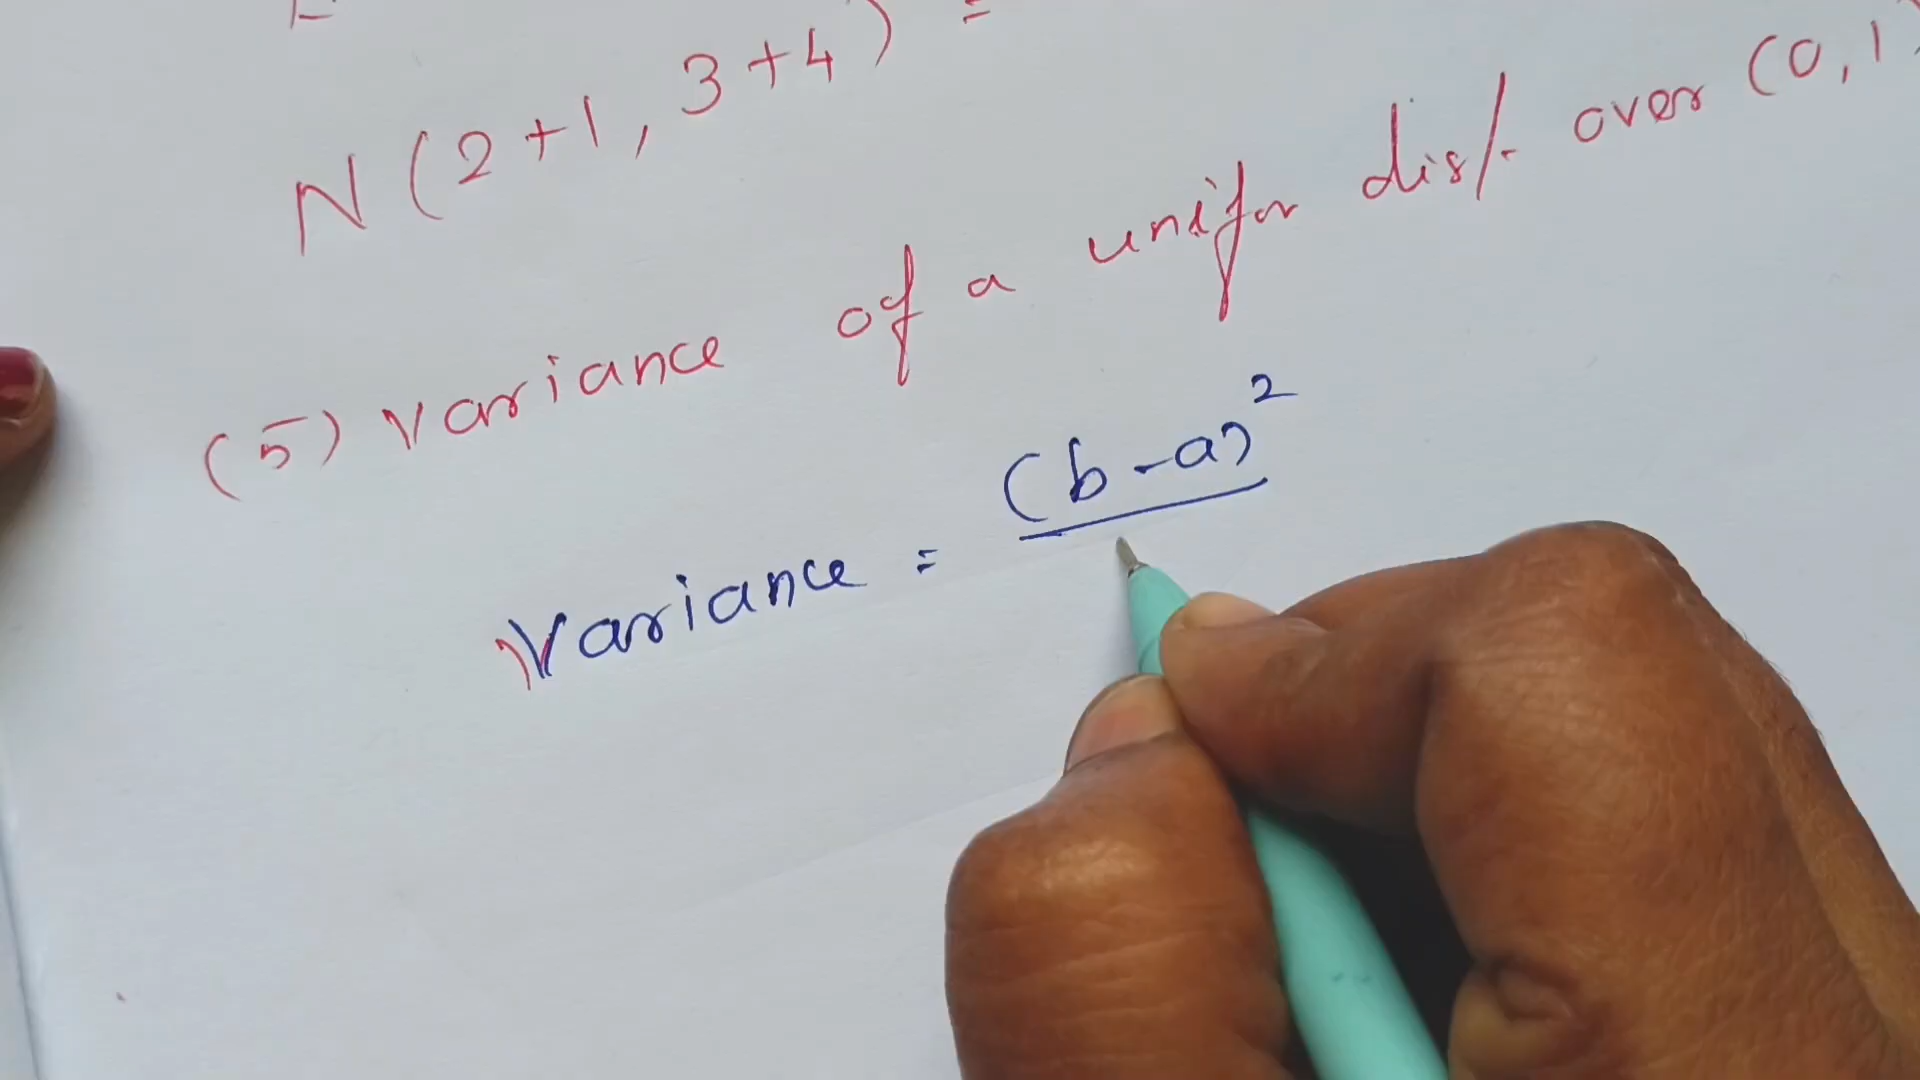 N(2+1, 3+4) =
(5) Variance of a unifor dis/- over (0,1)
Variance = (b-a)²